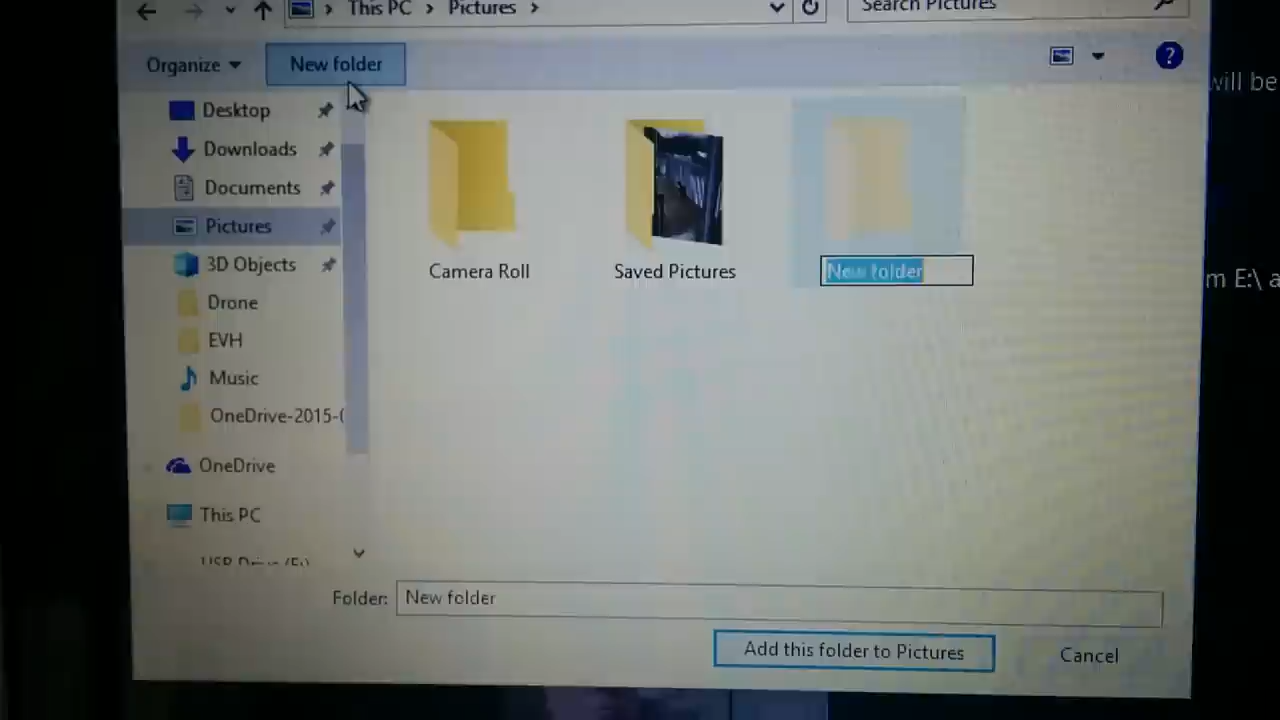 This PC > Pictures >
Search Pictures
Organize
New folder
will be
Desktop
Downloads
Documents
Pictures
3D Objects
Drone
EVH
Music
OneDrive-2015-(
OneDrive
This PC
Camera Roll
Saved Pictures
New folder
m E:\ a
Folder:
New folder
Add this folder to Pictures
Cancel